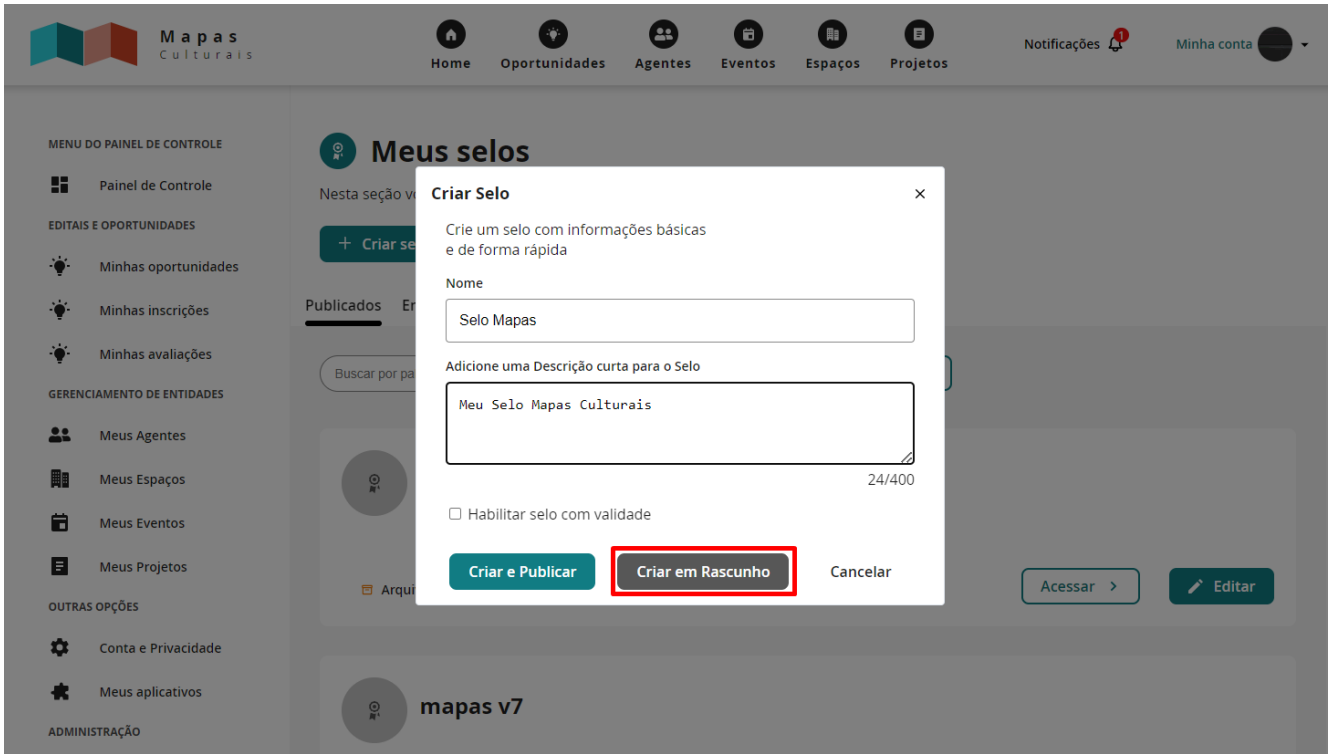 Mapas
Culturais
Home
Oportunidades
Agentes
Eventos
Espaços
Projetos
Notificações
1
Minha conta
MENU DO PAINEL DE CONTROLE
Painel de Controle
EDITAIS E OPORTUNIDADES
Minhas oportunidades
Minhas inscrições
Minhas avaliações
GERENCIAMENTO DE ENTIDADES
Meus Agentes
Meus Espaços
Meus Eventos
Meus Projetos
OUTRAS OPÇÕES
Conta e Privacidade
Meus aplicativos
ADMINISTRAÇÃO
Meus selos
Nesta seção
+ Criar
Publicados
Buscar por
Criar Selo
×
Crie um selo com informações básicas
e de forma rápida
Nome
Selo Mapas
Adicione uma Descrição curta para o Selo
Meu Selo Mapas Culturais
24/400
Habilitar selo com validade
Criar e Publicar
Criar em Rascunho
Cancelar
Acessar >
Editar
mapas v7